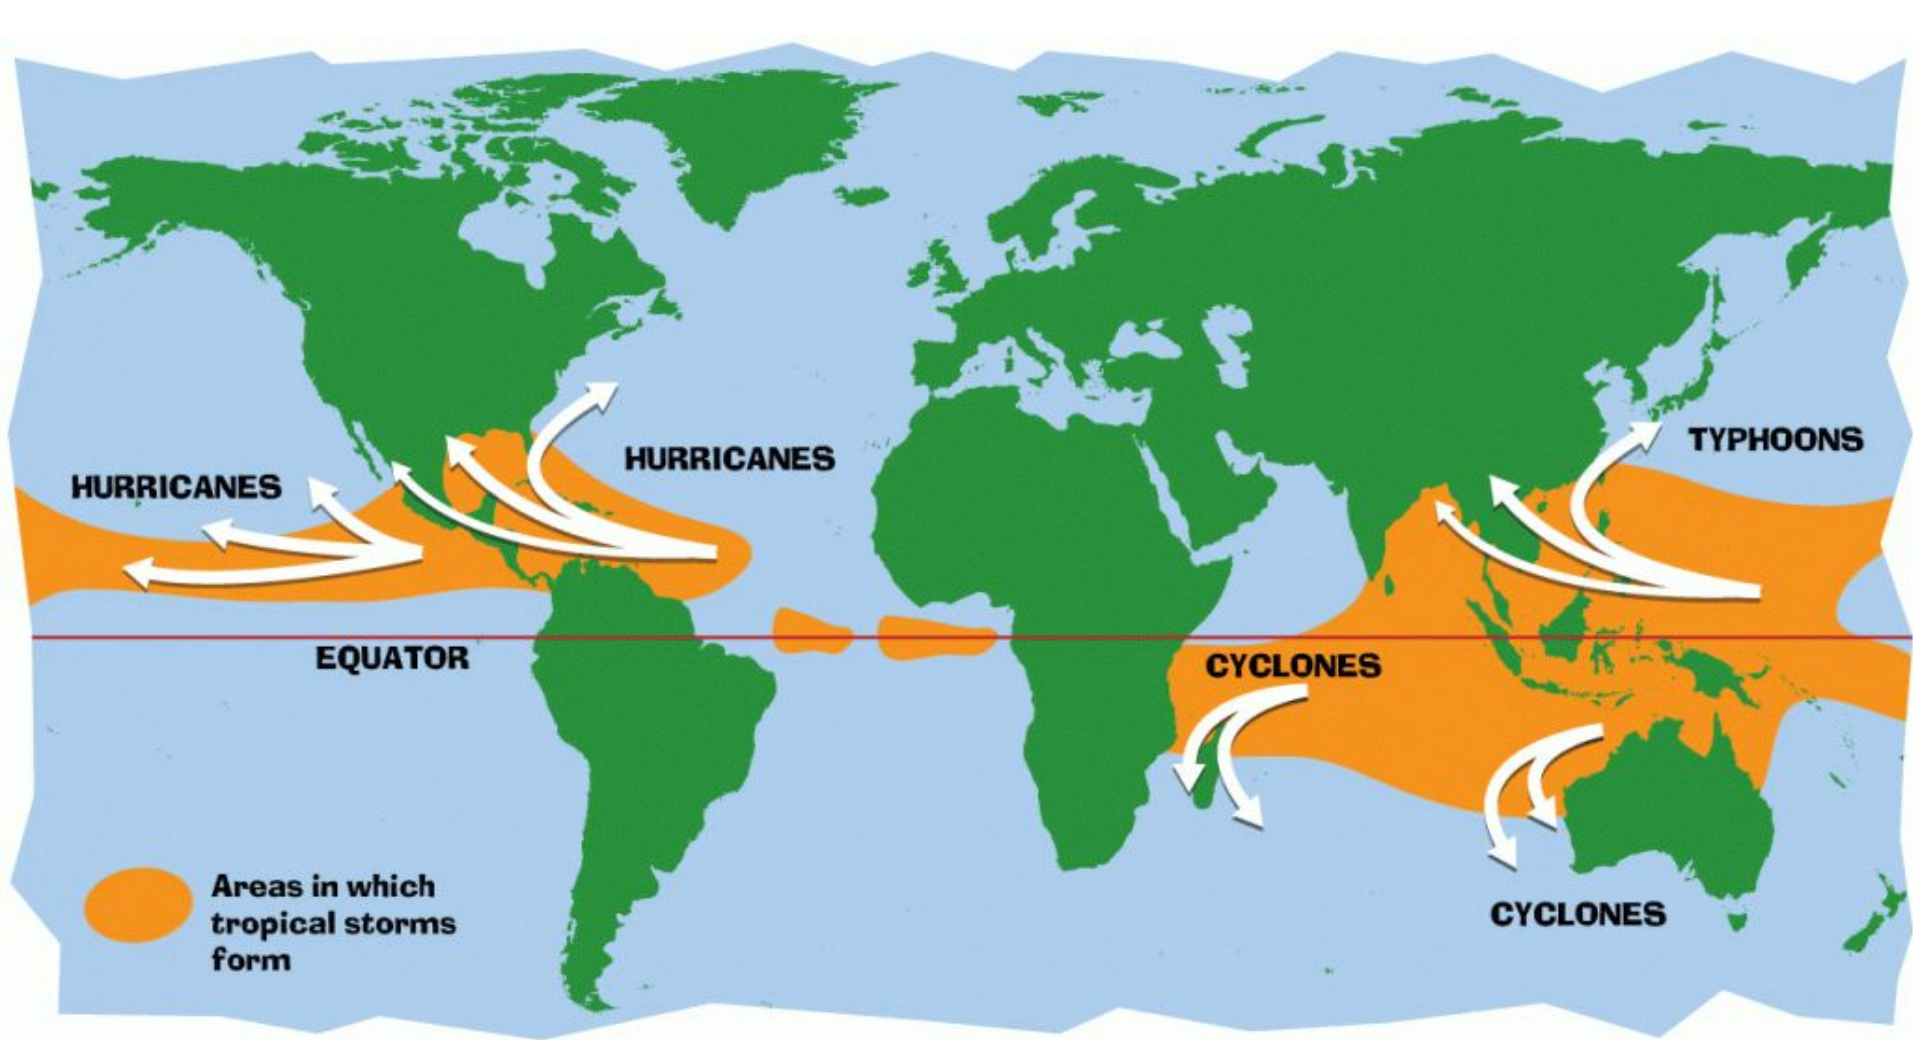 TYPHOONS
HURRICANES
HURRICANES
EQUATOR
CYCLONES
CYCLONES
Areas in which
tropical storms
form